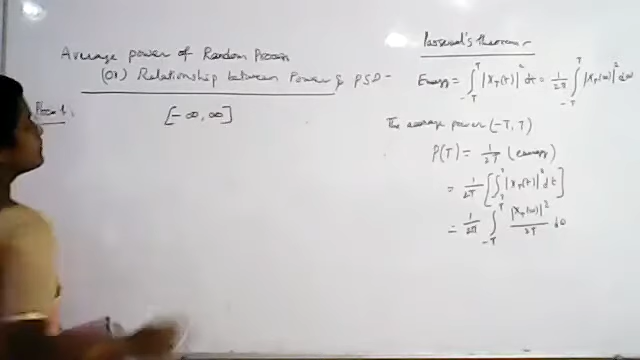 Average power of Random Process
(or) Relationship between Power & PSD -
Proof:
[-∞, ∞]
Parseval's theorem -
Energy = ∫_{-T}^{T} |X_T(t)|² dt = 1/2π ∫_{-T}^{T} |X_T(ω)|² dω
The average power (-T, T)
P(T) = 1/2T (energy)
= 1/2T [∫_{-T}^{T} |X_T(t)|² dt]
= 1/2π ∫_{-T}^{T} |X_T(ω)|²/2T dω